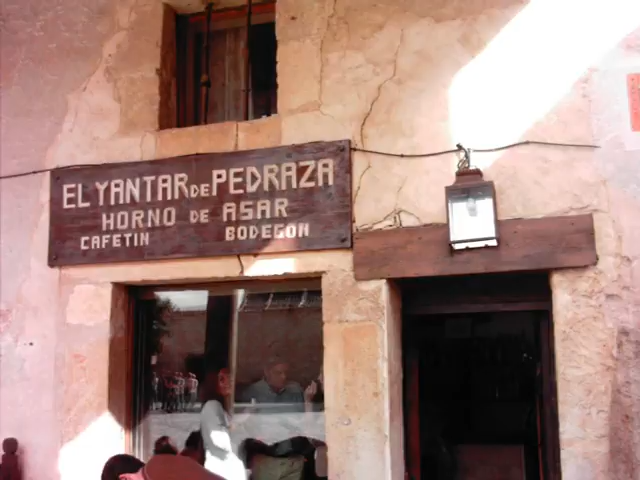 EL YANTAR DE PEDRAZA
HORNO DE ASAR
CAFETIN BODEGON